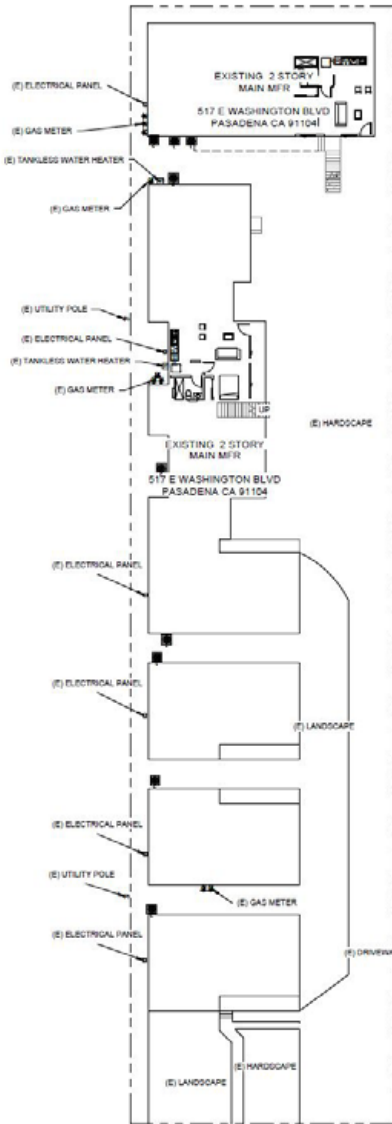 EXISTING 2 STORY
MAIN MFR
(E) ELECTRICAL PANEL
517 E WASHINGTON BLVD
PASADENA CA 91104
(E) GAS METER
(E) TANKLESS WATER HEATER
(E) GAS METER
(E) UTILITY POLE
(E) ELECTRICAL PANEL
(E) TANKLESS WATER HEATER
(E) GAS METER
UP
(E) HARDSCAPE
EXISTING 2 STORY
MAIN MFR
517 E WASHINGTON BLVD
PASADENA CA 91104
(E) ELECTRICAL PANEL
(E) ELECTRICAL PANEL
(E) LANDSCAPE
(E) ELECTRICAL PANEL
(E) UTILITY POLE
(E) GAS METER
(E) ELECTRICAL PANEL
(E) DRIVEWA
(E) HARDSCAPE
(E) LANDSCAPE